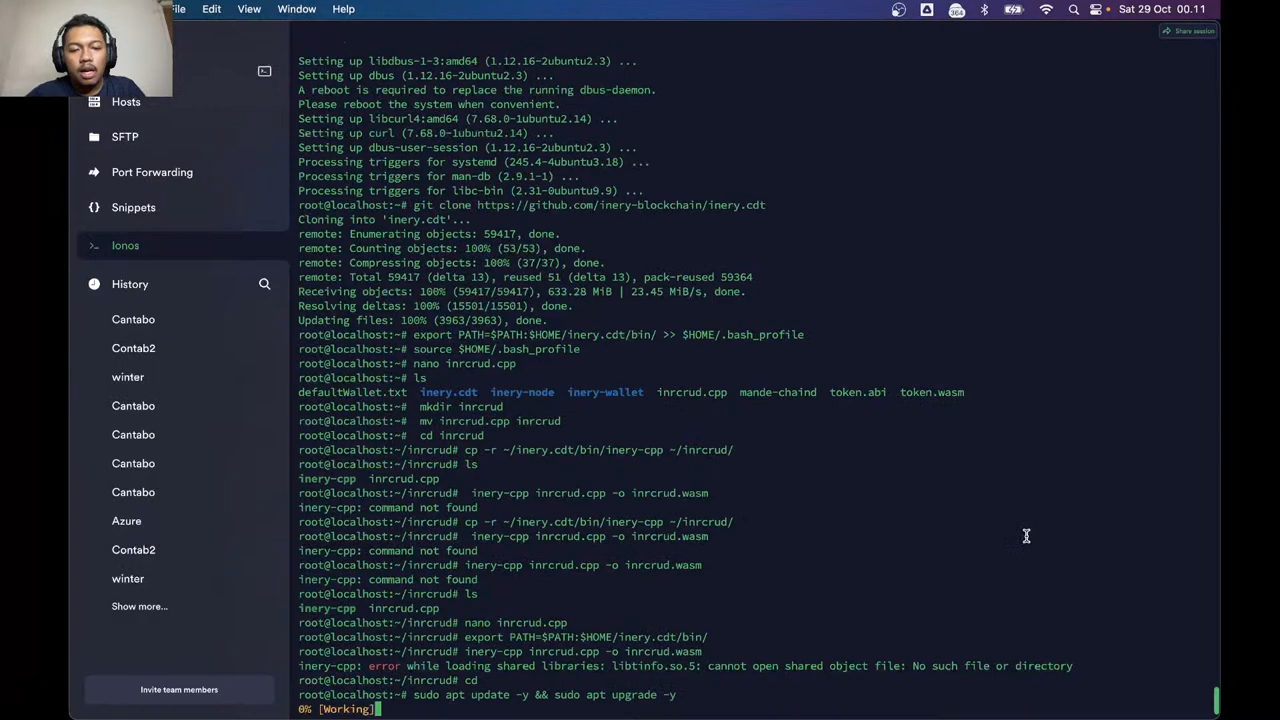 File Edit Window Help
364
Sat 29 Oct 00.11
Share session
Hosts
SFTP
Port Forwarding
Snippets
Ionos
History
Cantabo
Contab2
winter
Cantabo
Cantabo
Cantabo
Cantabo
Azure
Contab2
winter
Show more...
Invite team members
Setting up libdbus-1-3:amd64 (1.12.16-2ubuntu2.3) ...
Setting up dbus (1.12.16-2ubuntu2.3) ...
A reboot is required to replace the running dbus-daemon.
Please reboot the system when convenient.
Setting up libcurl4:amd64 (7.68.0-1ubuntu2.14) ...
Setting up curl (7.68.0-1ubuntu2.14) ...
Setting up dbus-user-session (1.12.16-2ubuntu2.3) ...
Processing triggers for systemd (245.4-4ubuntu3.18) ...
Processing triggers for man-db (2.9.1-1) ...
Processing triggers for libc-bin (2.31-0ubuntu9.9) ...
root@localhost:~# git clone https://github.com/inery-blockchain/inery.cdt
Cloning into 'inery.cdt'...
remote: Enumerating objects: 59417, done.
remote: Counting objects: 100% (53/53), done.
remote: Compressing objects: 100% (37/37), done.
remote: Total 59417 (delta 13), reused 51 (delta 13), pack-reused 59364
Receiving objects: 100% (59417/59417), 633.28 MiB | 23.45 MiB/s, done.
Resolving deltas: 100% (15501/15501), done.
Updating files: 100% (3963/3963), done.
root@localhost:~# export PATH=$PATH:$HOME/inery.cdt/bin/ >> $HOME/.bash_profile
root@localhost:~# source $HOME/.bash_profile
root@localhost:~# nano inrcrud.cpp
root@localhost:~# ls
defaultWallet.txt inery.cdt inery-node inery-wallet inrcrud.cpp mande-chaind token.abi token.wasm
root@localhost:~# mkdir inrcrud
root@localhost:~# mv inrcrud.cpp inrcrud
root@localhost:~# cd inrcrud
root@localhost:~/inrcrud# cp -r ~/inery.cdt/bin/inery-cpp ~/inrcrud/
root@localhost:~/inrcrud# ls
inery-cpp inrcrud.cpp
root@localhost:~/inrcrud# inery-cpp inrcrud.cpp -o inrcrud.wasm
inery-cpp: command not found
root@localhost:~/inrcrud# cp -r ~/inery.cdt/bin/inery-cpp ~/inrcrud/
root@localhost:~/inrcrud# inery-cpp inrcrud.cpp -o inrcrud.wasm
inery-cpp: command not found
root@localhost:~/inrcrud# inery-cpp inrcrud.cpp -o inrcrud.wasm
inery-cpp: command not found
root@localhost:~/inrcrud# ls
inery-cpp inrcrud.cpp
root@localhost:~/inrcrud# nano inrcrud.cpp
root@localhost:~/inrcrud# export PATH=$PATH:$HOME/inery.cdt/bin/
root@localhost:~/inrcrud# inery-cpp inrcrud.cpp -o inrcrud.wasm
inery-cpp: error while loading shared libraries: libtinfo.so.5: cannot open shared object file: No such file or directory
root@localhost:~/inrcrud# cd
root@localhost:~# sudo apt update -y && sudo apt upgrade -y
0% [Working]